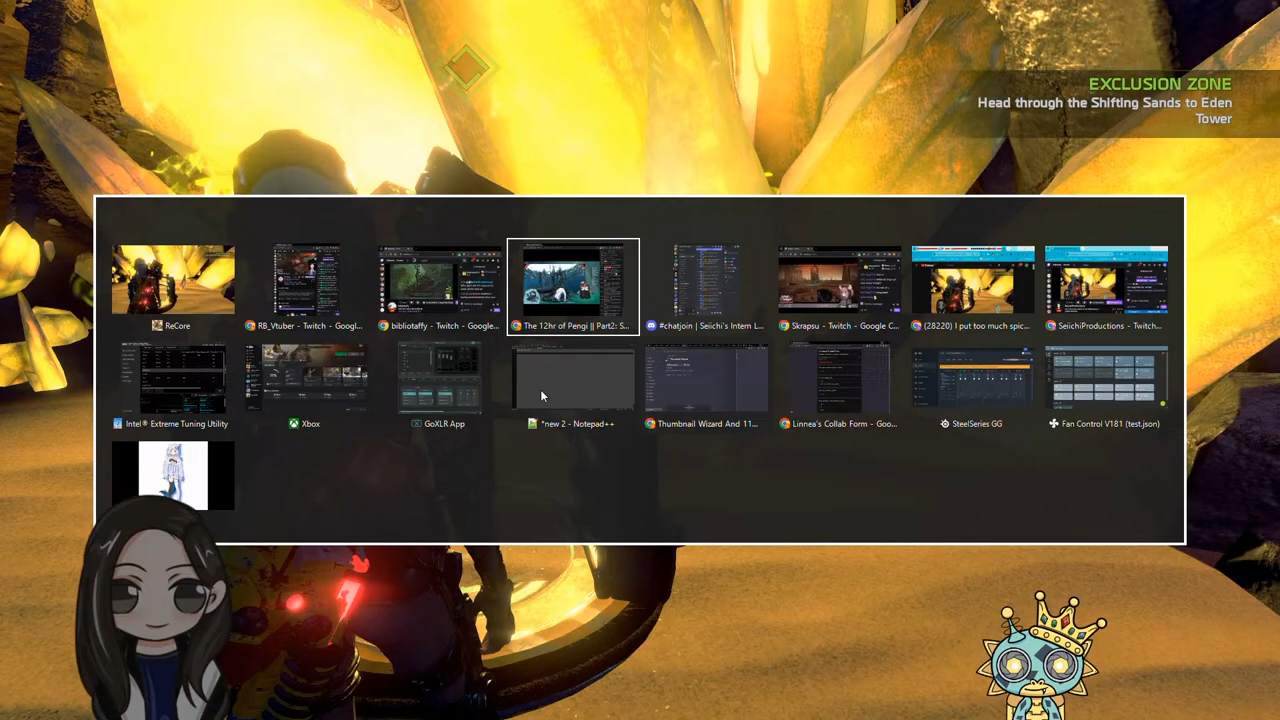 EXCLUSION ZONE
Head through the Shifting Sands to Eden
Tower
ReCore
RB_Vtuber - Twitch - Googl...
bibliotaffy - Twitch - Google...
The 12hr of Pengi || Part2: S...
#chatjoin | Seiichi's Intern L...
Skrapsu - Twitch - Google C...
(28220) I put too much spic...
SeiichiProductions - Twitch...
Intel® Extreme Tuning Utility
Xbox
GoXLR App
*new 2 - Notepad++
Thumbnail Wizard And 11...
Linnea's Collab Form - Goo...
SteelSeries GG
Fan Control V181 (test.json)